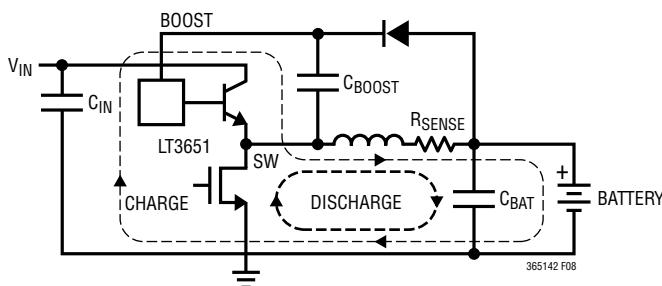 BOOST
VIN
CIN
CBOOST
RSENSE
LT3651
SW
CHARGE
DISCHARGE
CBAT
+
BATTERY
365142 F08